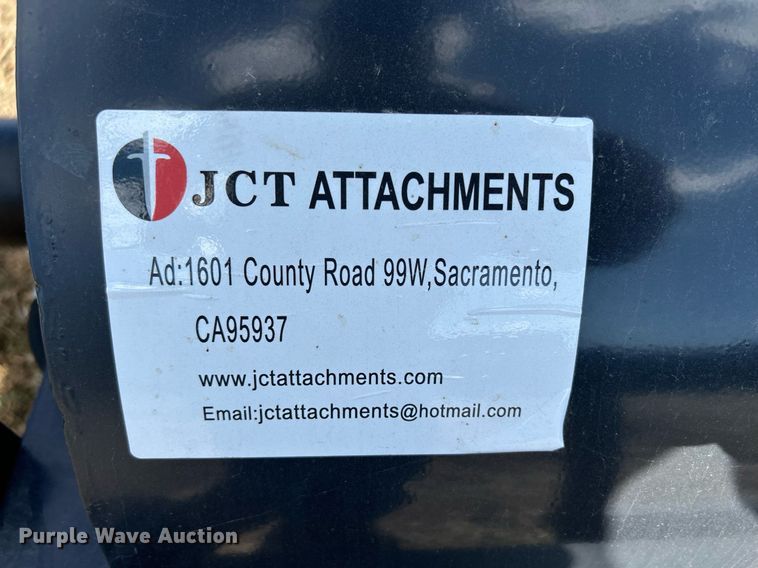 JCT ATTACHMENTS
Ad:1601 County Road 99W,Sacramento,
CA95937
www.jctattachments.com
Email:jctattachments@hotmail.com
Purple Wave Auction®